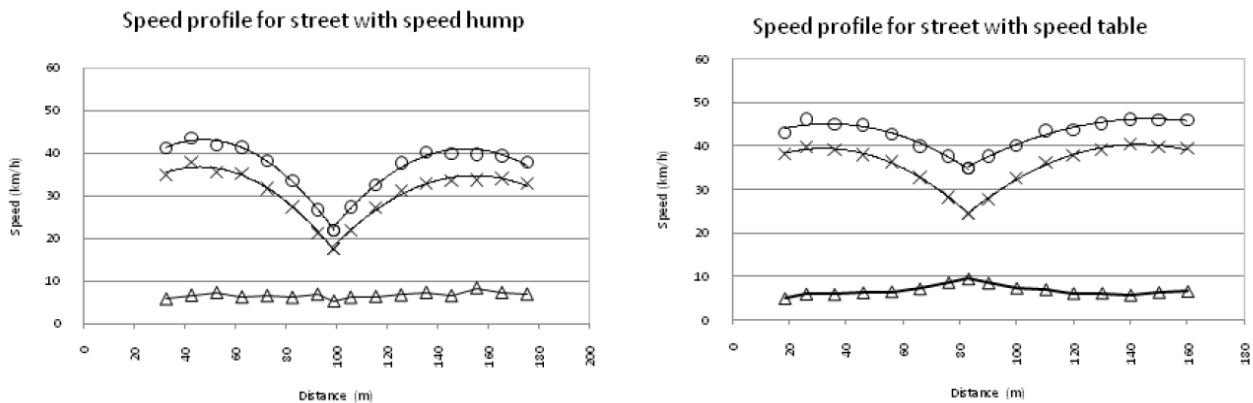 Speed profile for street with speed hump
60
50
40
30
20
10
0
Speed (km/h)
0 20 40 60 80 100 120 140 160 180 200
Distance (m)
Speed profile for street with speed table
60
50
40
30
20
10
0
Speed (km/h)
0 20 40 60 80 100 120 140 160 180
Distance (m)